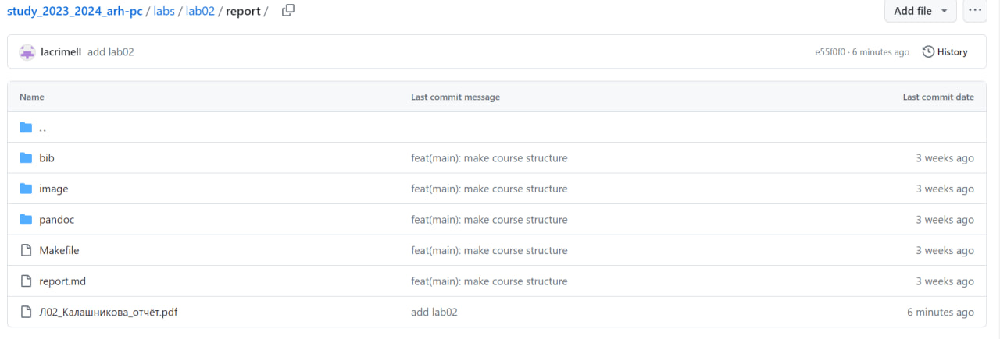 study_2023_2024_arh-pc / labs / lab02 / report / Add file ...
lacrimell add lab02 e55f0f0 · 6 minutes ago History
Name Last commit message Last commit date
..
bib feat(main): make course structure 3 weeks ago
image feat(main): make course structure 3 weeks ago
pandoc feat(main): make course structure 3 weeks ago
Makefile feat(main): make course structure 3 weeks ago
report.md feat(main): make course structure 3 weeks ago
Л02_Калашникова_отчёт.pdf add lab02 6 minutes ago